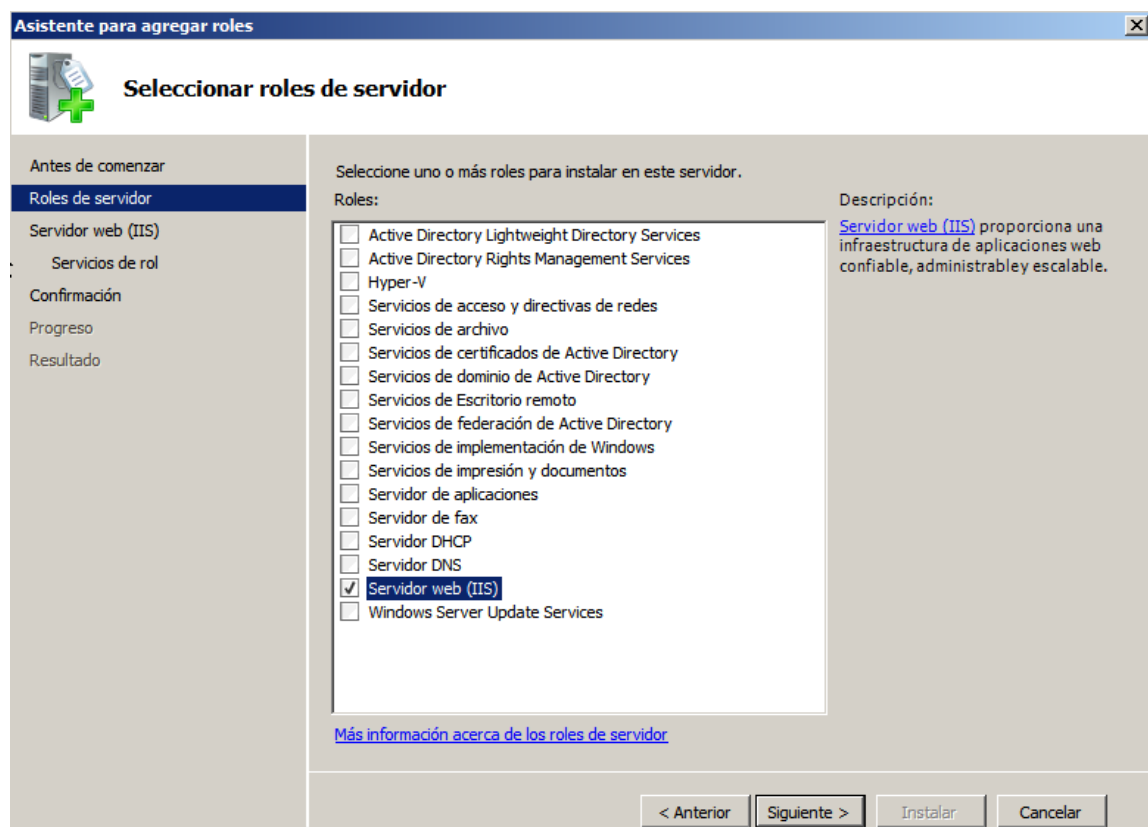 Asistente para agregar roles
Seleccionar roles de servidor
Antes de comenzar
Roles de servidor
Servidor web (IIS)
Servicios de rol
Confirmación
Progreso
Resultado
Seleccione uno o más roles para instalar en este servidor.
Roles:
Active Directory Lightweight Directory Services
Active Directory Rights Management Services
Hyper-V
Servicios de acceso y directivas de redes
Servicios de archivo
Servicios de certificados de Active Directory
Servicios de dominio de Active Directory
Servicios de Escritorio remoto
Servicios de federación de Active Directory
Servicios de implementación de Windows
Servicios de impresión y documentos
Servidor de aplicaciones
Servidor de fax
Servidor DHCP
Servidor DNS
Servidor web (IIS)
Windows Server Update Services
Más información acerca de los roles de servidor
Descripción:
Servidor web (IIS) proporciona una
infraestructura de aplicaciones web
confiable, administrabley escalable.
< Anterior
Siguiente >
Instalar
Cancelar